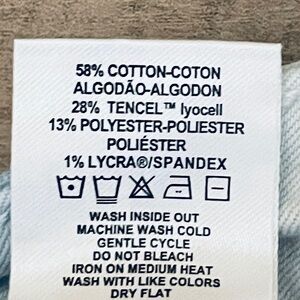 58% COTTON-COTON
ALGODÃO-ALGODON
28% TENCEL™ lyocell
13% POLYESTER-POLIESTER
POLIÉSTER
1% LYCRA®/SPANDEX
WASH INSIDE OUT
MACHINE WASH COLD
GENTLE CYCLE
DO NOT BLEACH
IRON ON MEDIUM HEAT
WASH WITH LIKE COLORS
DRY FLAT